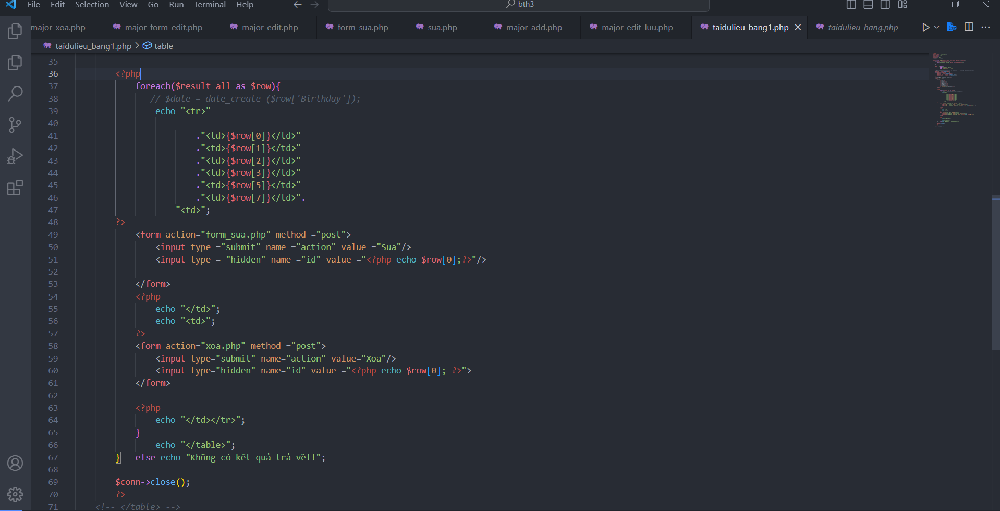 File Edit Selection View Go Run Terminal Help
bth3
major_xoa.php
major_form_edit.php
major_edit.php
form_sua.php
sua.php
major_add.php
major_edit_luu.php
taidulieu_bang1.php
taidulieu_bang.php
taidulieu_bang1.php > table
35
36 <?php
37 foreach($result_all as $row){
38 // $date = date_create ($row['Birthday']);
39 echo "<tr>"
40
41 ."<td>{$row[0]}</td>"
42 ."<td>{$row[1]}</td>"
43 ."<td>{$row[2]}</td>"
44 ."<td>{$row[3]}</td>"
45 ."<td>{$row[5]}</td>"
46 ."<td>{$row[7]}</td>".
47 "<td>";
48 ?>
49 <form action="form_sua.php" method ="post">
50 <input type ="submit" name ="action" value ="Sua"/>
51 <input type = "hidden" name ="id" value ="<?php echo $row[0];?>"/>
52
53 </form>
54 <?php
55 echo "</td>";
56 echo "<td>";
57 ?>
58 <form action="xoa.php" method ="post">
59 <input type="submit" name="action" value="Xoa"/>
60 <input type="hidden" name="id" value ="<?php echo $row[0]; ?>">
61 </form>
62
63 <?php
64 echo "</td></tr>";
65 }
66 echo "</table>";
67 } else echo "Không có kết quả trả về!!";
68
69 $conn->close();
70 ?>
71 <!-- </table> -->